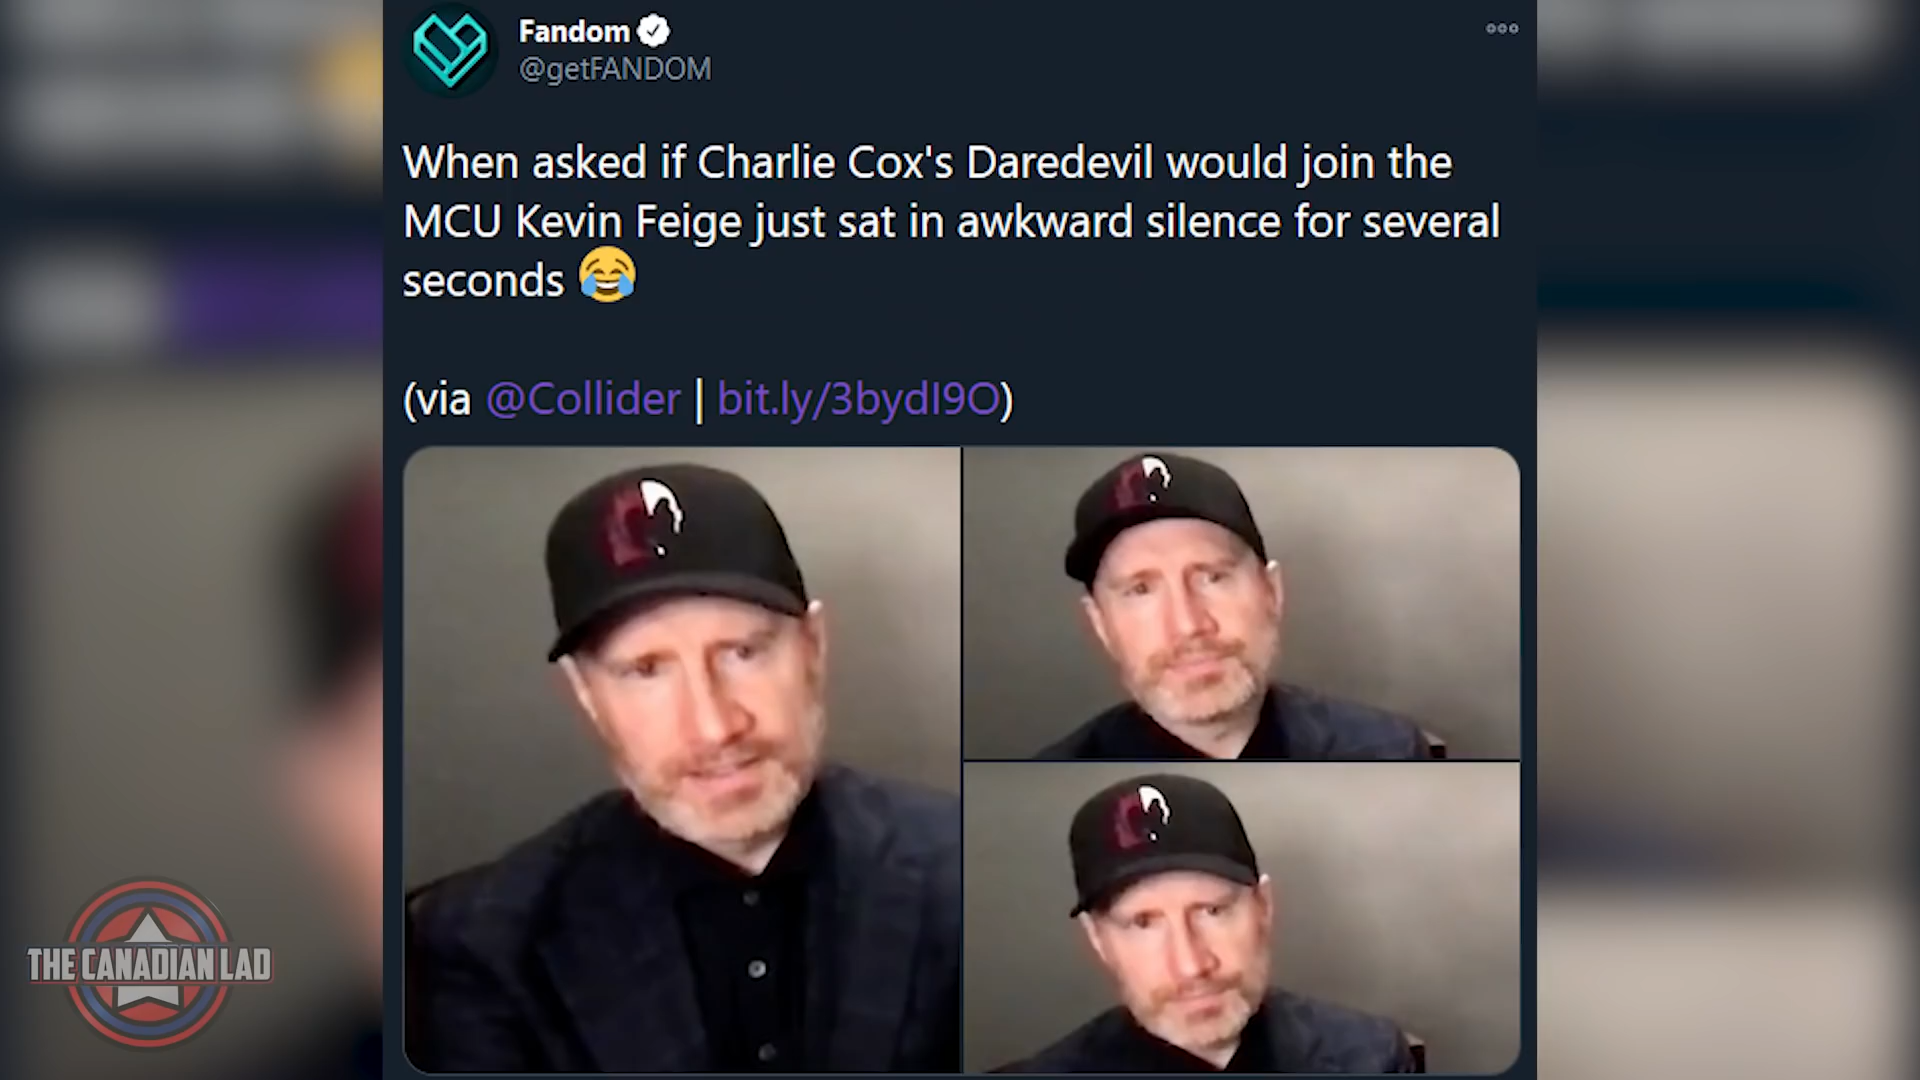 Fandom
@getFANDOM
When asked if Charlie Cox's Daredevil would join the
MCU Kevin Feige just sat in awkward silence for several
seconds 😂
(via @Collider | bit.ly/3bydI9O)
THE CANADIAN LAD